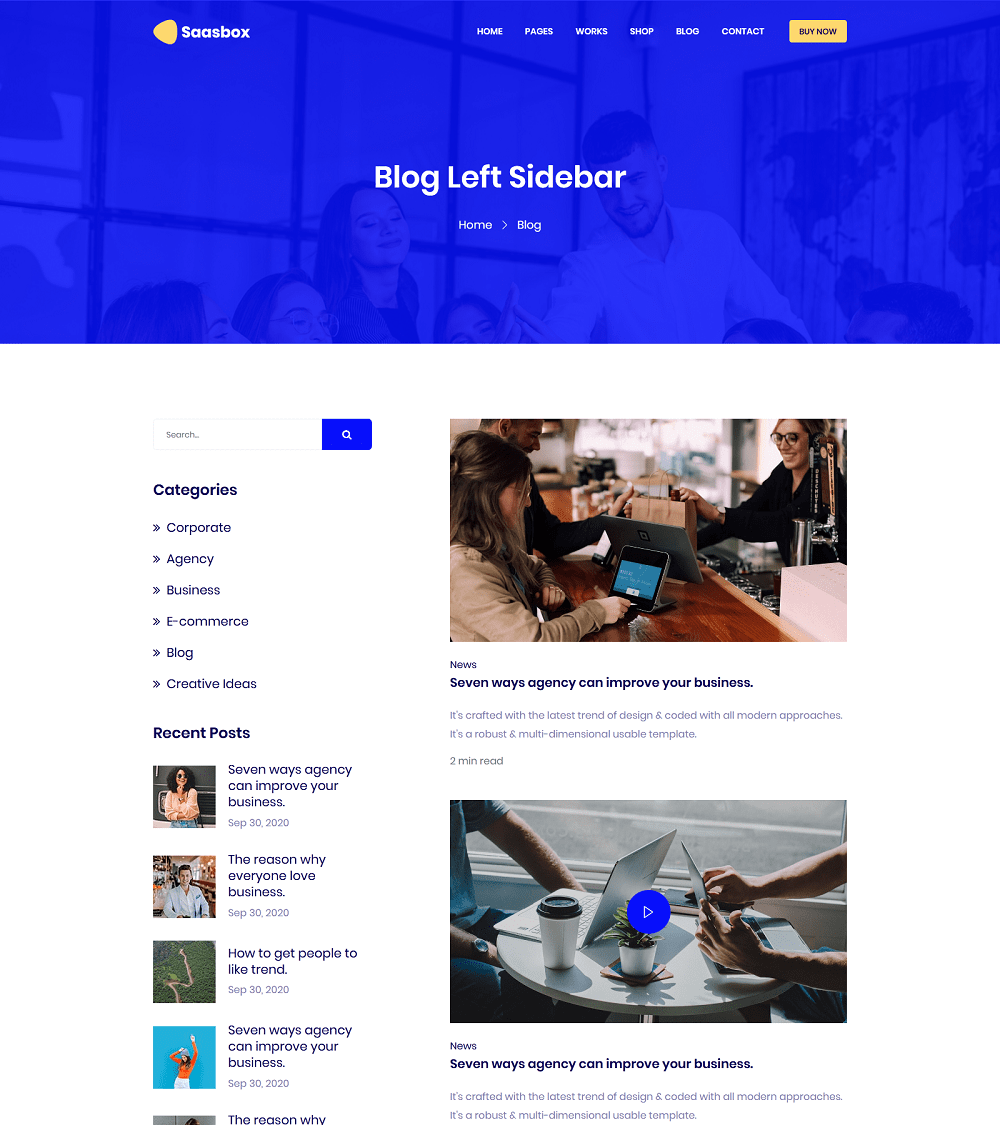 Saasbox
HOME PAGES WORKS SHOP BLOG CONTACT BUY NOW
Blog Left Sidebar
Home Blog
Search...
Categories
Corporate
Agency
Business
E-commerce
Blog
Creative Ideas
Recent Posts
Seven ways agency
can improve your
business.
Sep 30, 2020
The reason why
everyone love
business.
Sep 30, 2020
How to get people to
like trend.
Sep 30, 2020
Seven ways agency
can improve your
business.
Sep 30, 2020
The reason why
DESCHUTES
News
Seven ways agency can improve your business.
It's crafted with the latest trend of design & coded with all modern approaches.
It's a robust & multi-dimensional usable template.
2 min read
News
Seven ways agency can improve your business.
It's crafted with the latest trend of design & coded with all modern approaches.
It's a robust & multi-dimensional usable template.